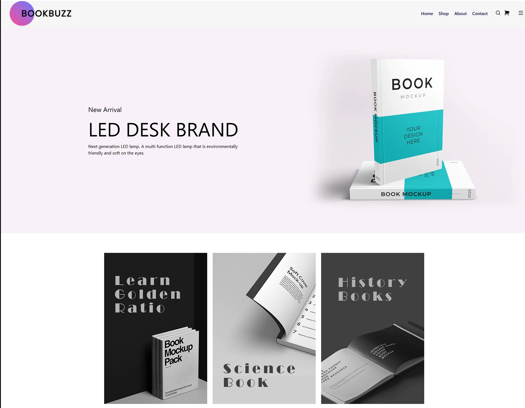 BOOKBUZZ
Home Shop About Contact
New Arrival
LED DESK BRAND
Next generation LED lamp. A multi-function LED lamp that is environmentally
friendly and soft on the eyes.
BOOK
MOCKUP
YOUR
DESIGN
HERE
BOOK MOCKUP
Learn
Golden
Ratio
Book
Mockup
Pack
Science
Book
History
Books